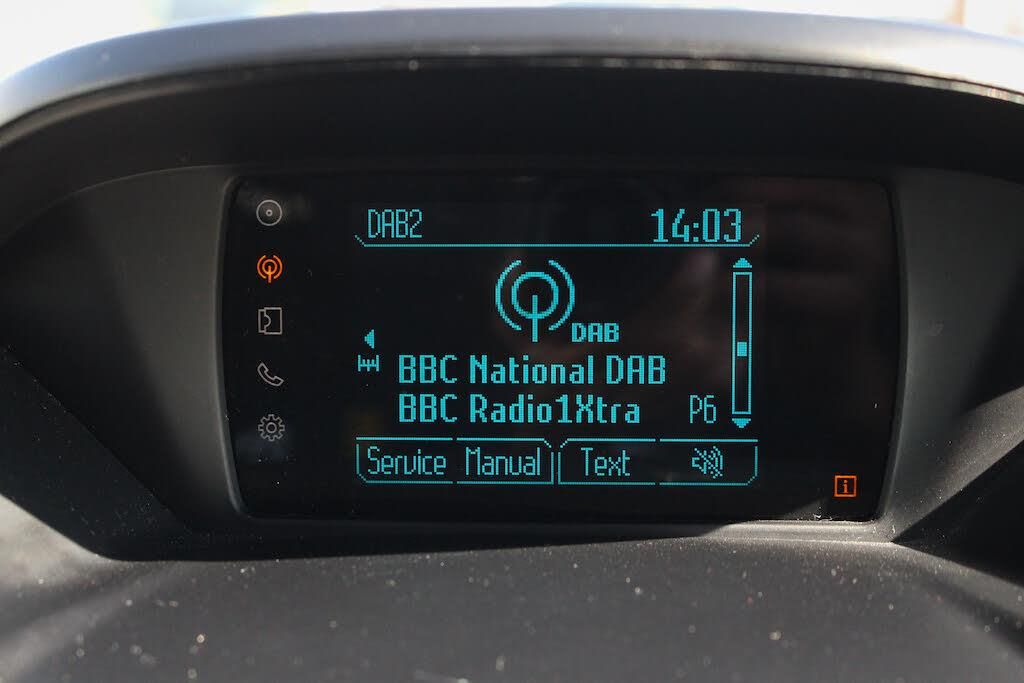 DAB2 14:03
DAB
BBC National DAB
BBC Radio1Xtra P6
Service Manual Text
i